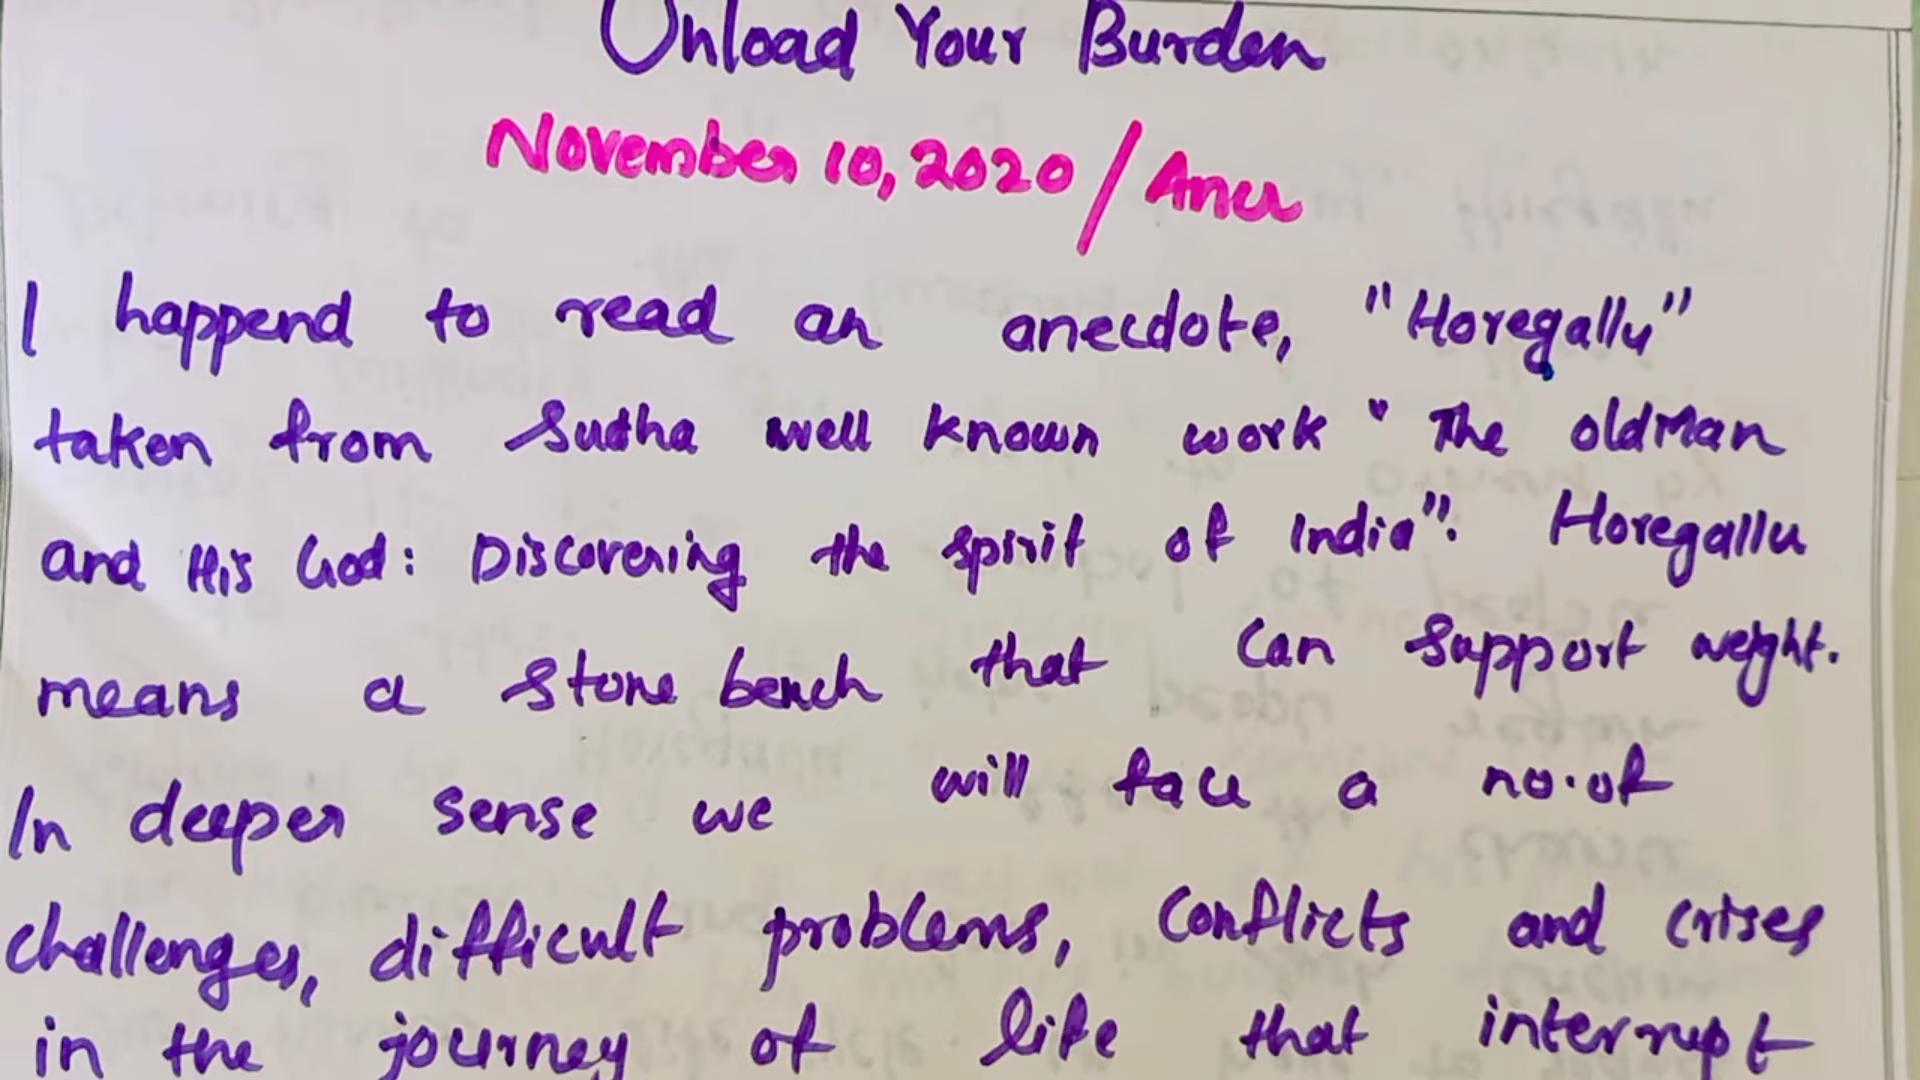 Unload Your Burden
November 10, 2020 / Aneu
I happend to read an anecdote, "Horegally"
taken from Sudha well known work " The oldMan
and His God: Discovering the spirit of India". Horegallu
means a stone bench that can support weight.
In deeper sense we will face a no.of
challenges, difficult problems, conflicts and crises
in the journey of life that interrupt